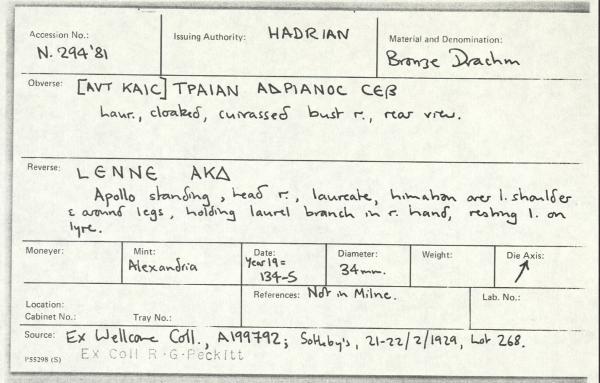 Accession No.: Issuing Authority: HADRIAN Material and Denomination:
N. 294'81 Bronze Drachm
Obverse: [AVT KAIC] TPAIAN AΔPIANOC CЄB
Laur., cloaked, cuirassed bust r., rear view.
Reverse: L ЄNNЄ AKΔ
Apollo standing, head r., laureate, himation over l. shoulder
& around legs, holding laurel branch in r. hand, resting l. on
lyre.
Moneyer: Mint: Date: Diameter: Weight: Die Axis:
Alexandria Year 19 = 34mm. ↗
134-5
Location: References: Not in Milne. Lab. No.:
Cabinet No.: Tray No.:
Source: Ex Wellcome Coll., A199792; Sotheby's, 21-22/2/1929, Lot 268.
P55298 (S) Ex Coll R.G.Peckitt